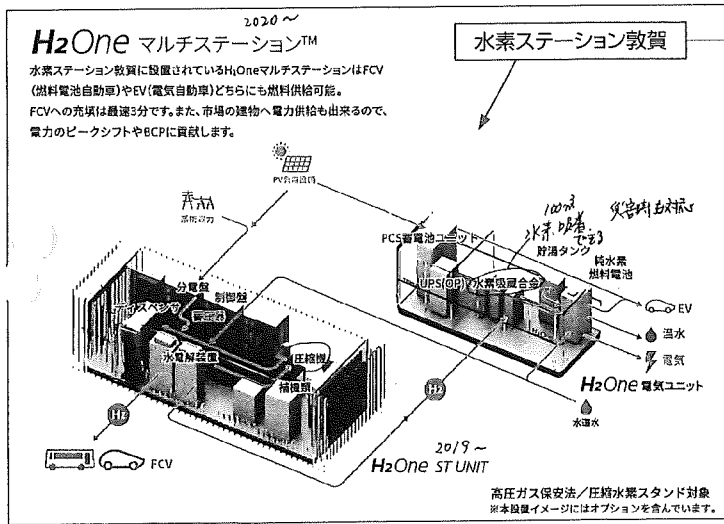 2020〜
H2One マルチステーション™
水素ステーション敦賀
水素ステーション敦賀に設置されているH2OneマルチステーションはFCV
(燃料電池自動車)やEV(電気自動車)どちらにも燃料供給可能。
FCVへの充填は最速3分です。また、市場の建物へ電力供給も出来るので、
電力のピークシフトやBCPに貢献します。
100m³
水素吸着
できる
災害時も対応
PCS蓄電池ユニット
貯湯タンク
純水素
燃料電池
UPS(OP)
水素吸蔵合金
EV
温水
電気
H2One 電気ユニット
水道水
分電盤
制御盤
ディスペンサ
蓄圧器
水電解装置
圧縮機
補機類
H2
H2
FCV
2019〜
H2One ST UNIT
高圧ガス保安法/圧縮水素スタンド対象
※本設置イメージにはオプションを含んでいます。